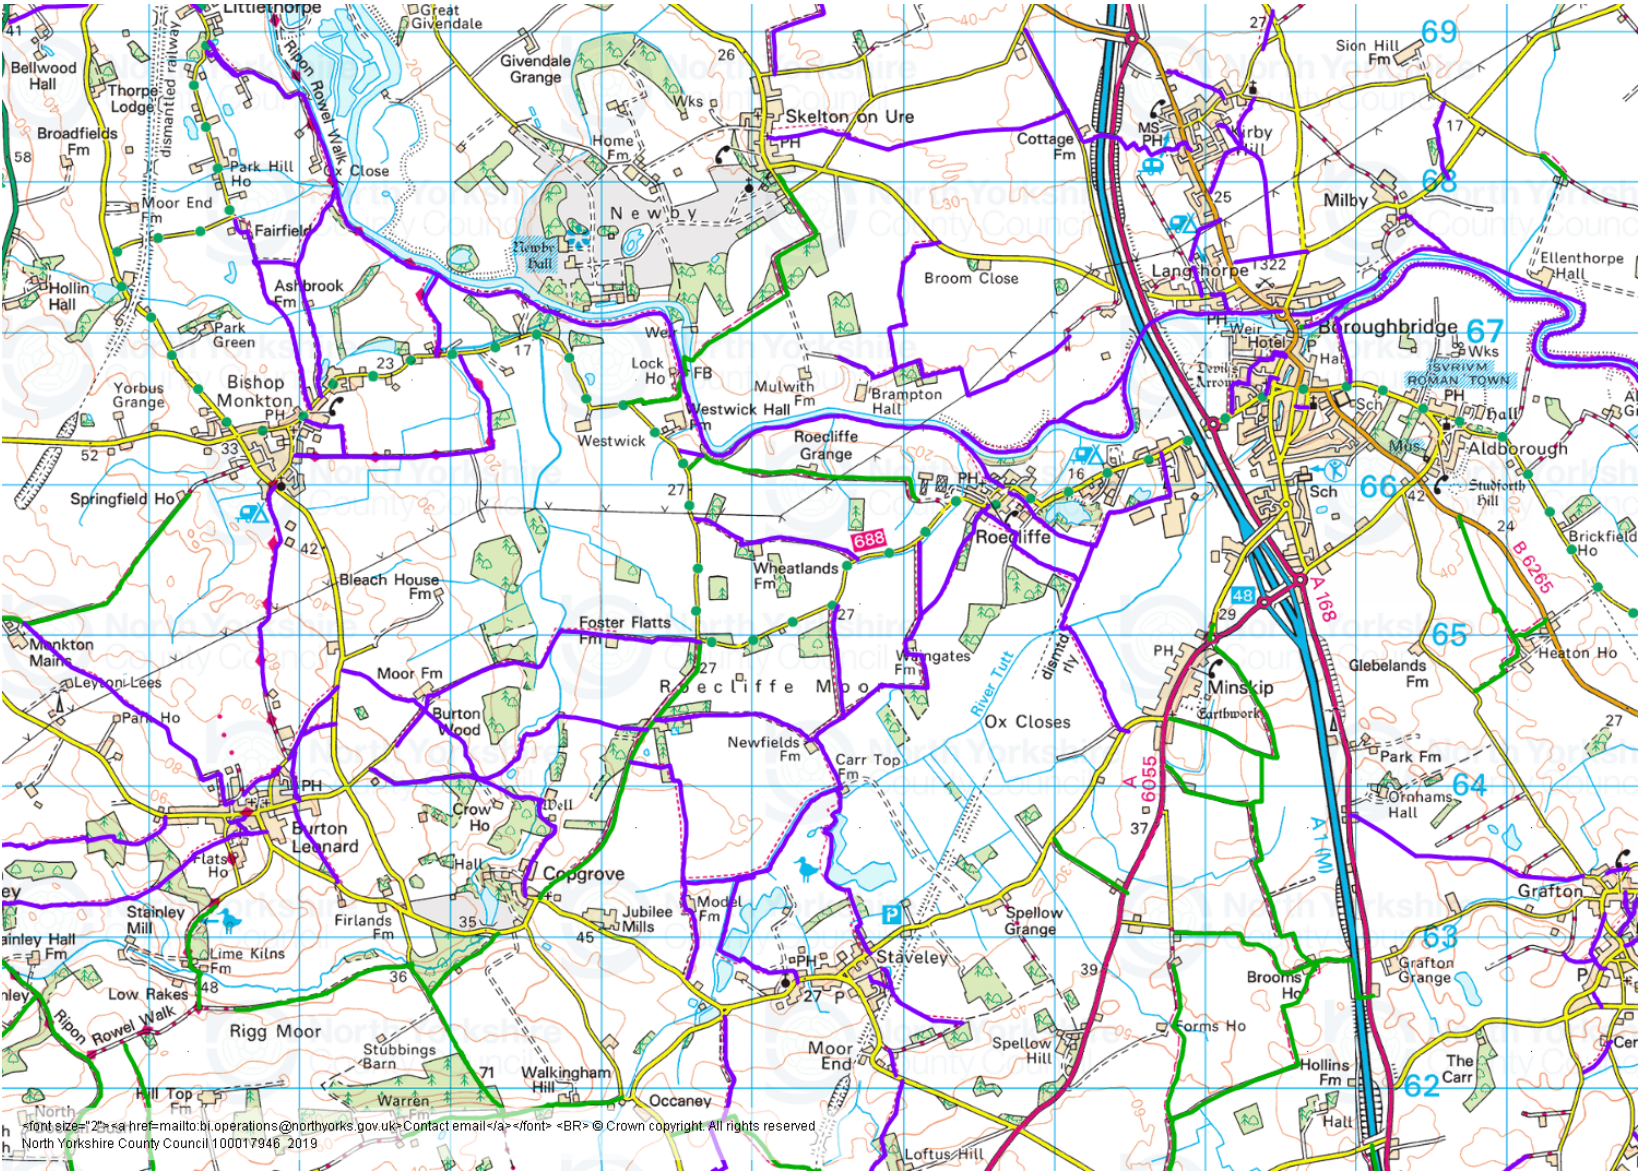 Littlethorpe
Great
Givendale
41
Bellwood
Hall
dismantled railway
Ripon Rowel Walk
Givendale
Grange
26
40
27
Sion Hill
Fm
69
Thorpe
Lodge
Wks
Skelton on Ure
MS
PH
Kirby
Hill
17
Broadfields
Fm
58
Home
Fm
PH
Cottage
Fm
Park Hill
Ho
Ox Close
68
Moor End
Fm
Newby
30
25
Milby
Fairfield
Newby
Hall
Broom Close
Langthorpe
1322
Ellenthorpe
Hall
Hollin
Hall
Ashbrook
Fm
Park
Green
Weir
PH
Weir
Hotel
Boroughbridge
67
Wks
17
23
Lock
Ho
FB
Mulwith
Fm
Brampton
Hall
Devil's
Arrows
P
Hall
ISVRIVM
ROMAN TOWN
Yorbus
Grange
Bishop
Monkton
PH
Westwick Hall
Fm
Sch
PH
Hall
Westwick
Roecliffe
Grange
Mus
Aldborough
52
33
16
Springfield Ho
27
PH
Sch
66
42
Studforth
Hill
688
Roecliffe
24
Brickfield
Ho
42
Bleach House
Fm
Wheatlands
Fm
48
A 168
B 6265
27
29
Monkton
Mains
Foster Flatts
Fm
27
Waingates
Fm
dismtd
rly
PH
65
Heaton Ho
Glebelands
Fm
Leyton Lees
Moor Fm
Roecliffe Moor
River Tutt
Minskip
Earthwork
Park Ho
Burton
Wood
Ox Closes
27
Newfields
Fm
Carr Top
Fm
Park Fm
A
6055
64
Ornhams
Hall
90
PH
Crow
Ho
Well
Burton
Leonard
37
A1(M)
Flats
Ho
Hall
Copgrove
Grafton
Stainley
Mill
Firlands
Fm
35
Jubilee
Mills
Model
Fm
P
Spellow
Grange
63
45
Lime Kilns
Fm
36
PH
Staveley
39
Grafton
Grange
Brooms
Ho
P
48
Low Rakes
27
P
Ripon
Rowel Walk
Rigg Moor
Forms Ho
Stubbings
Barn
Moor
End
Spellow
Hill
71
Walkingham
Hill
Hollins
Fm
The
Carr
62
Hill Top
Fm
Warren
Fm
Occaney
North
<font size="2"><a href=mailto:bi.operations@northyorks.gov.uk>Contact email</a></font> <BR> © Crown copyright. All rights reserved
North Yorkshire County Council 100017946 2019
Hall
Loftus Hill